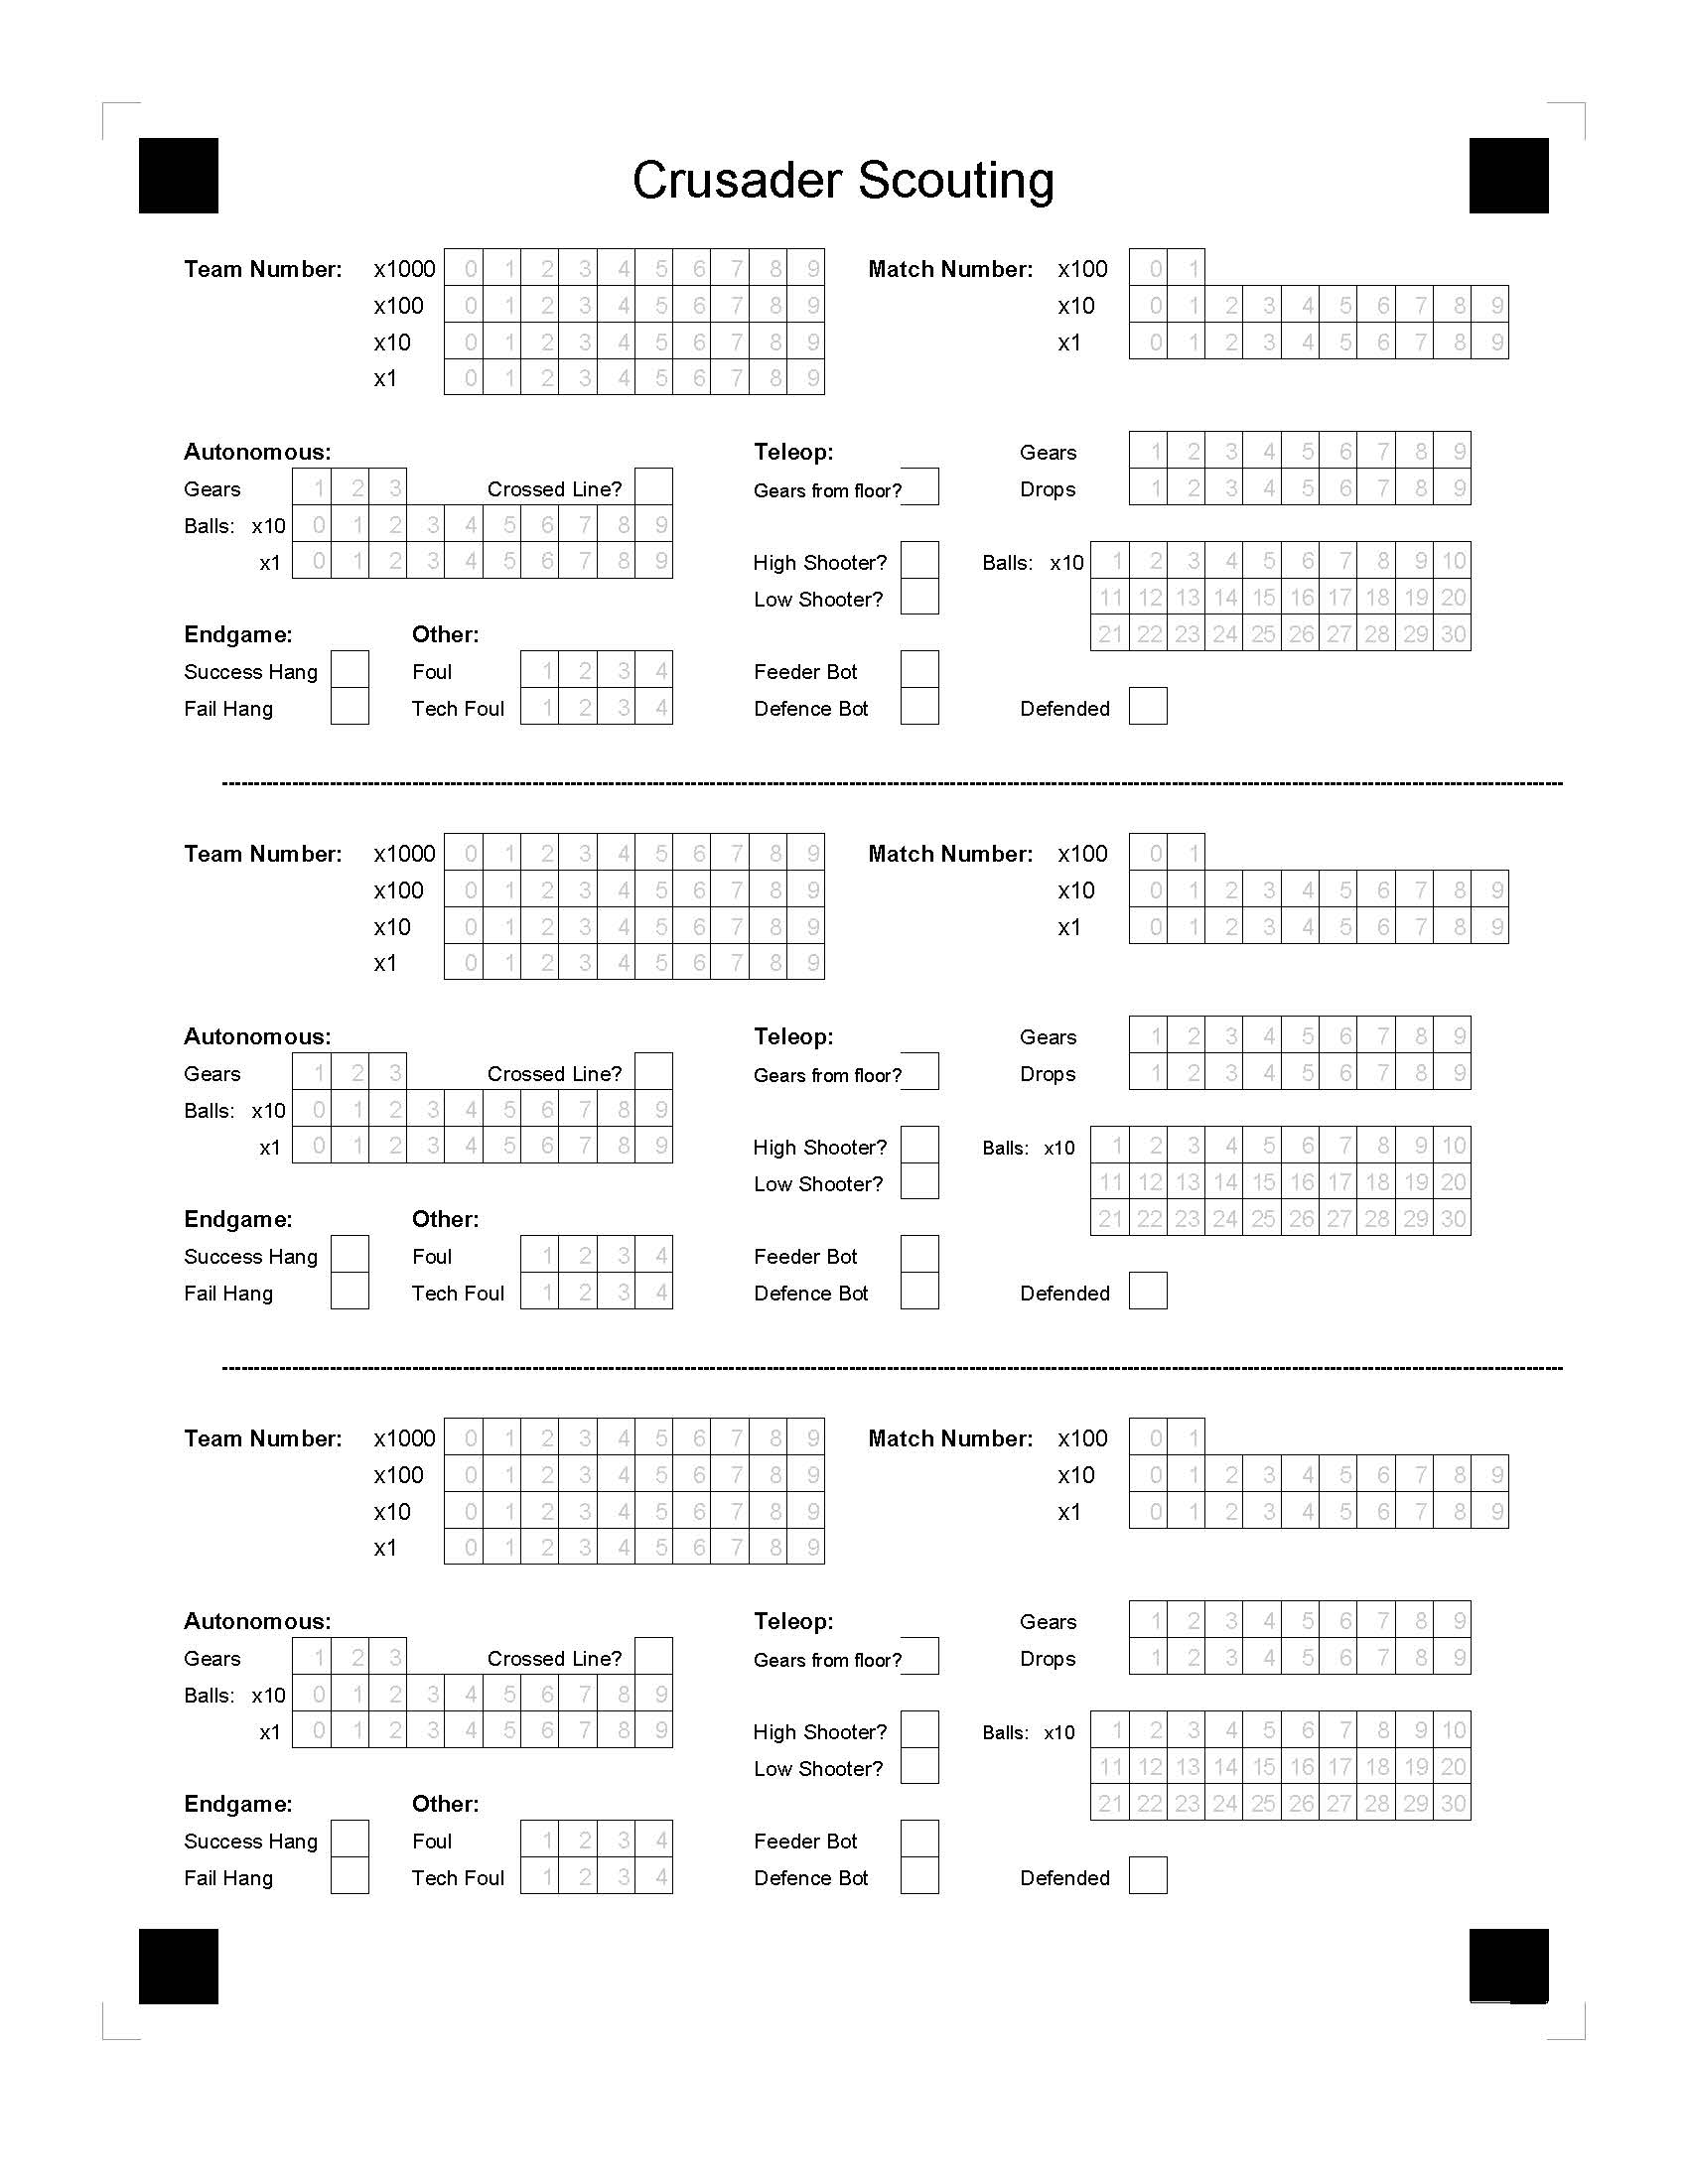 Crusader Scouting
Team Number: x1000 0 1 2 3 4 5 6 7 8 9 Match Number: x100 0 1
x100 0 1 2 3 4 5 6 7 8 9 x10 0 1 2 3 4 5 6 7 8 9
x10 0 1 2 3 4 5 6 7 8 9 x1 0 1 2 3 4 5 6 7 8 9
x1 0 1 2 3 4 5 6 7 8 9
Autonomous: Teleop: Gears 1 2 3 4 5 6 7 8 9
Gears 1 2 3 Crossed Line? Gears from floor? Drops 1 2 3 4 5 6 7 8 9
Balls: x10 0 1 2 3 4 5 6 7 8 9
x1 0 1 2 3 4 5 6 7 8 9 High Shooter? Balls: x10 1 2 3 4 5 6 7 8 9 10
Low Shooter? 11 12 13 14 15 16 17 18 19 20
Endgame: Other: 21 22 23 24 25 26 27 28 29 30
Success Hang Foul 1 2 3 4 Feeder Bot
Fail Hang Tech Foul 1 2 3 4 Defence Bot Defended
Team Number: x1000 0 1 2 3 4 5 6 7 8 9 Match Number: x100 0 1
x100 0 1 2 3 4 5 6 7 8 9 x10 0 1 2 3 4 5 6 7 8 9
x10 0 1 2 3 4 5 6 7 8 9 x1 0 1 2 3 4 5 6 7 8 9
x1 0 1 2 3 4 5 6 7 8 9
Autonomous: Teleop: Gears 1 2 3 4 5 6 7 8 9
Gears 1 2 3 Crossed Line? Gears from floor? Drops 1 2 3 4 5 6 7 8 9
Balls: x10 0 1 2 3 4 5 6 7 8 9
x1 0 1 2 3 4 5 6 7 8 9 High Shooter? Balls: x10 1 2 3 4 5 6 7 8 9 10
Low Shooter? 11 12 13 14 15 16 17 18 19 20
Endgame: Other: 21 22 23 24 25 26 27 28 29 30
Success Hang Foul 1 2 3 4 Feeder Bot
Fail Hang Tech Foul 1 2 3 4 Defence Bot Defended
Team Number: x1000 0 1 2 3 4 5 6 7 8 9 Match Number: x100 0 1
x100 0 1 2 3 4 5 6 7 8 9 x10 0 1 2 3 4 5 6 7 8 9
x10 0 1 2 3 4 5 6 7 8 9 x1 0 1 2 3 4 5 6 7 8 9
x1 0 1 2 3 4 5 6 7 8 9
Autonomous: Teleop: Gears 1 2 3 4 5 6 7 8 9
Gears 1 2 3 Crossed Line? Gears from floor? Drops 1 2 3 4 5 6 7 8 9
Balls: x10 0 1 2 3 4 5 6 7 8 9
x1 0 1 2 3 4 5 6 7 8 9 High Shooter? Balls: x10 1 2 3 4 5 6 7 8 9 10
Low Shooter? 11 12 13 14 15 16 17 18 19 20
Endgame: Other: 21 22 23 24 25 26 27 28 29 30
Success Hang Foul 1 2 3 4 Feeder Bot
Fail Hang Tech Foul 1 2 3 4 Defence Bot Defended